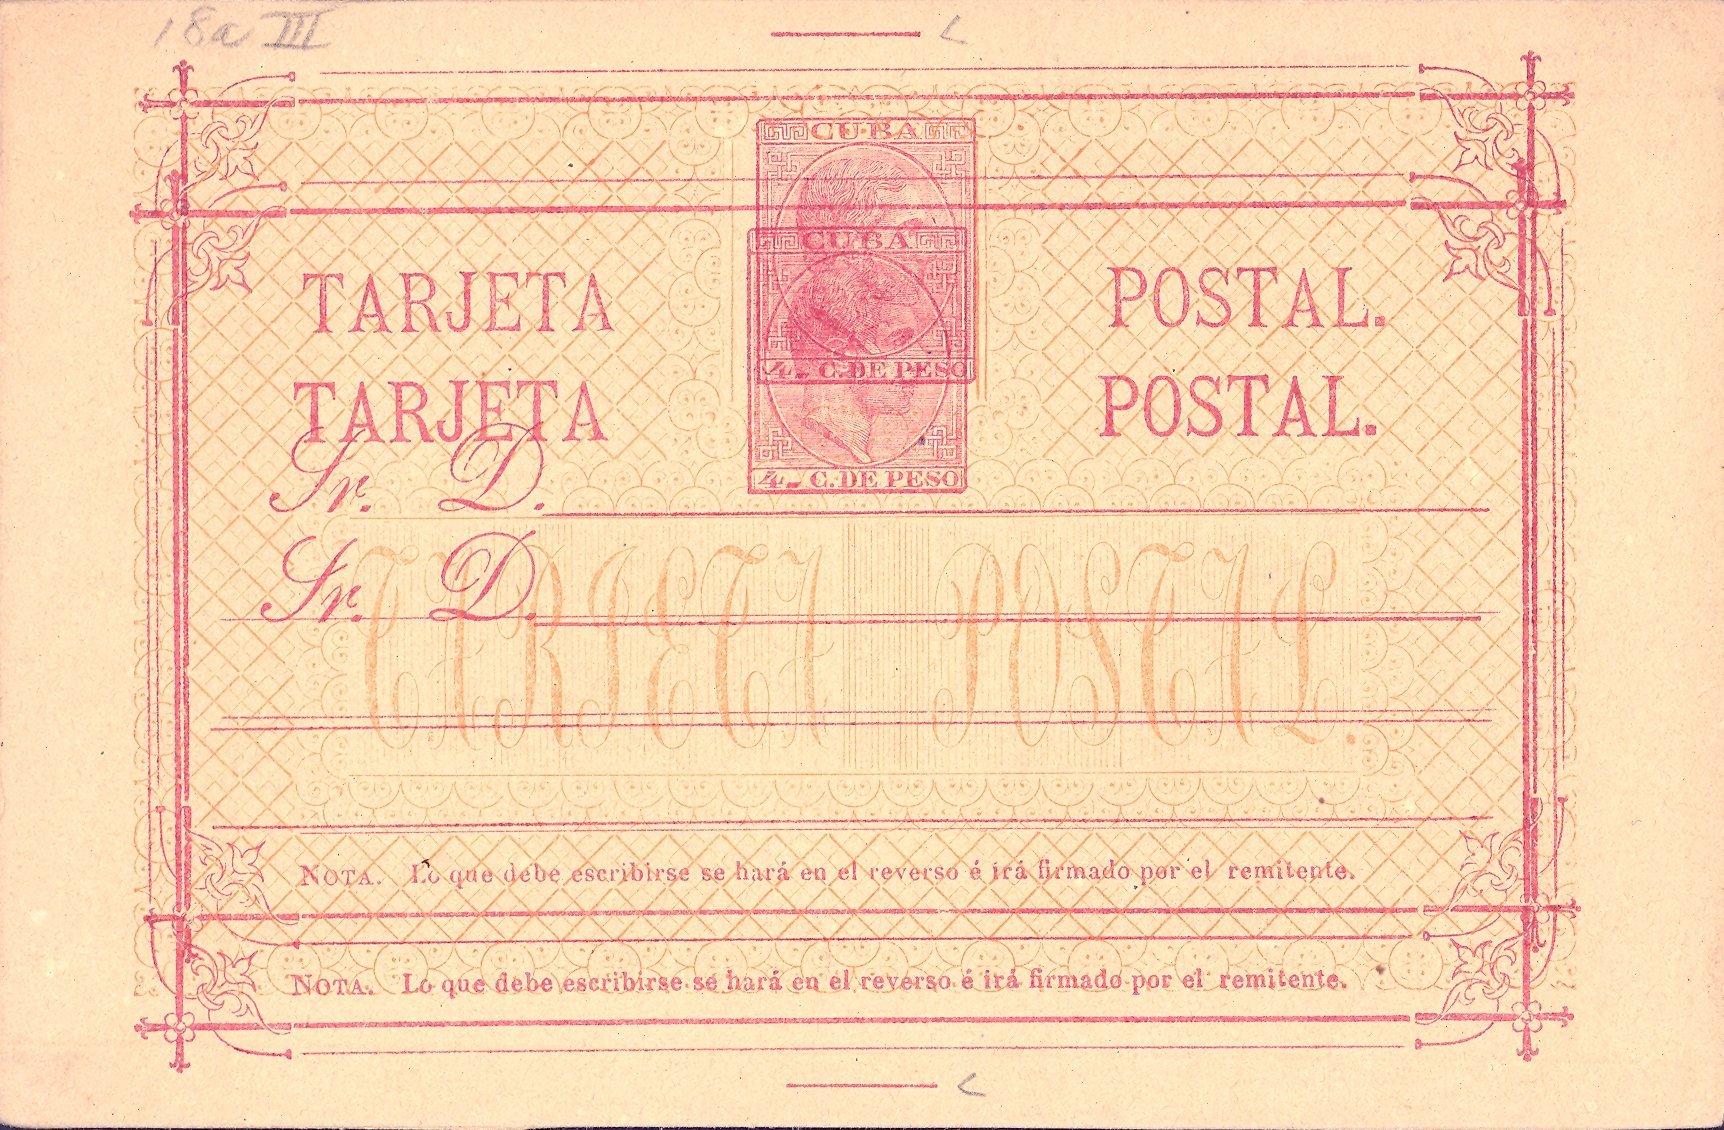 18a III
CUBA
CUBA
TARJETA POSTAL.
4.. C. DE PESO
TARJETA POSTAL.
Sr. D.
4.. C. DE PESO
Sr. D.
TARJETA POSTAL.
NOTA. Lo que debe escribirse se hará en el reverso é irá firmado por el remitente.
NOTA. Lo que debe escribirse se hará en el reverso é irá firmado por el remitente.